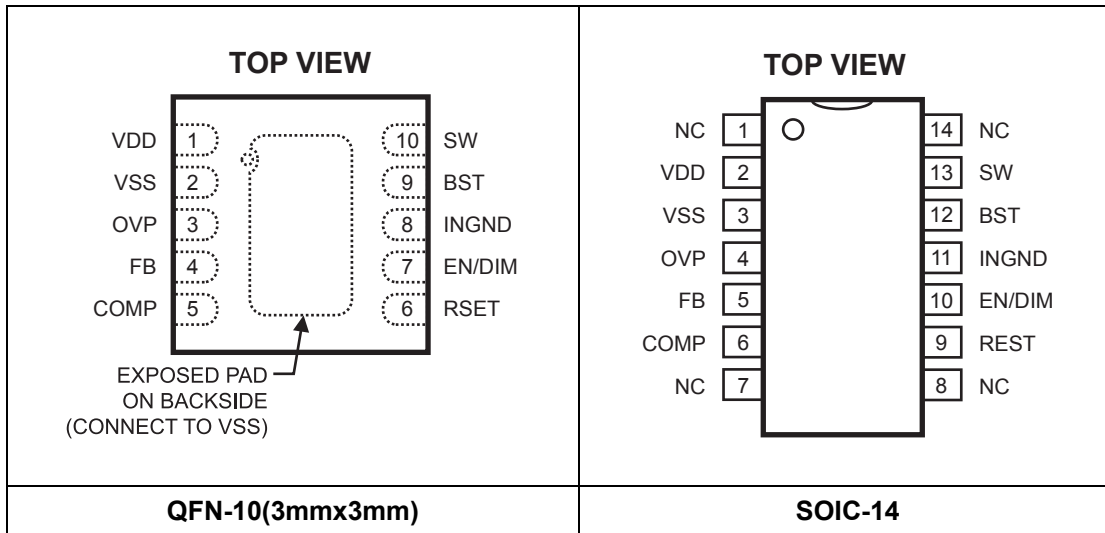 TOP VIEW
VDD 1
VSS 2
OVP 3
FB 4
COMP 5
10 SW
9 BST
8 INGND
7 EN/DIM
6 RSET
EXPOSED PAD
ON BACKSIDE
(CONNECT TO VSS)
QFN-10(3mmx3mm)
TOP VIEW
NC 1
VDD 2
VSS 3
OVP 4
FB 5
COMP 6
NC 7
14 NC
13 SW
12 BST
11 INGND
10 EN/DIM
9 REST
8 NC
SOIC-14